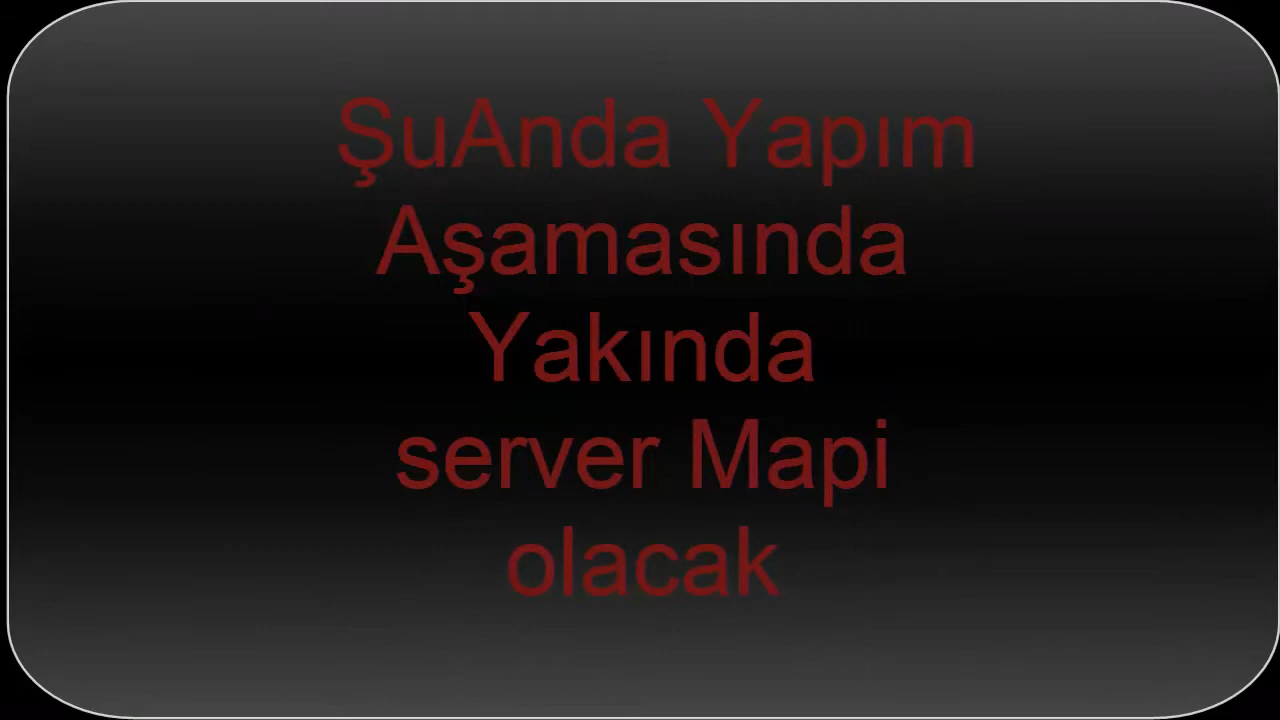 ŞuAnda Yapım
Aşamasında
Yakında
server Mapi
olacak